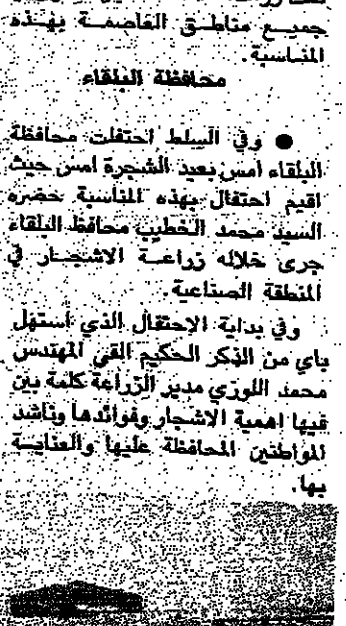 جميع مناطق العاصمة بهذه
المناسبة.
محافظة البلقاء
● وفي السلط احتفلت محافظة
البلقاء امس بعيد الشجرة امس حيث
اقيم احتفال بهذه المناسبة حضره
السيد محمد الخطيب محافظ البلقاء
جرى خلاله زراعة الاشجار في
المنطقة الصناعية.
وفي بداية الاحتفال الذي استهل
باي من الذكر الحكيم القى المهندس
محمد اللوزي مدير الزراعة كلمة بين
فيها اهمية الاشجار وفوائدها وناشد
المواطنين المحافظة عليها والعناية
بها.